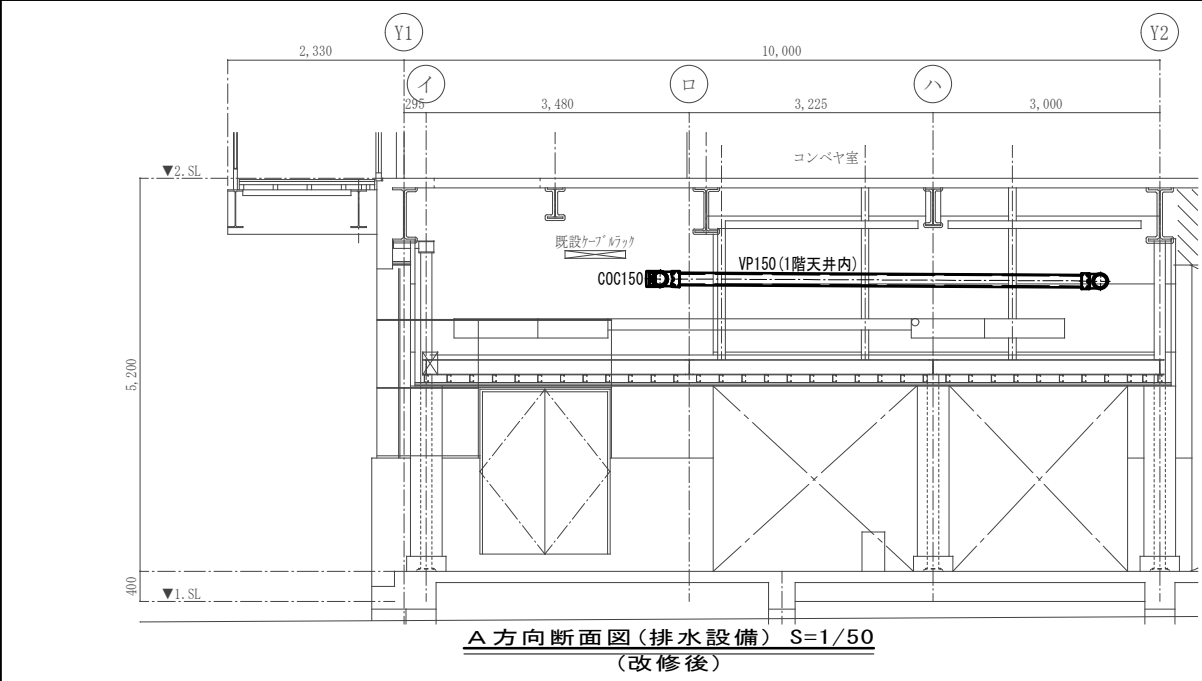 Y1
Y2
2,330
10,000
イ
ロ
ハ
295
3,480
3,225
3,000
コンベヤ室
▼2.SL
既設ｹｰﾌﾞﾙﾗｯｸ
VP150(1階天井内)
COC150
5,200
400
▼1.SL
A方向断面図(排水設備) S=1/50
(改修後)